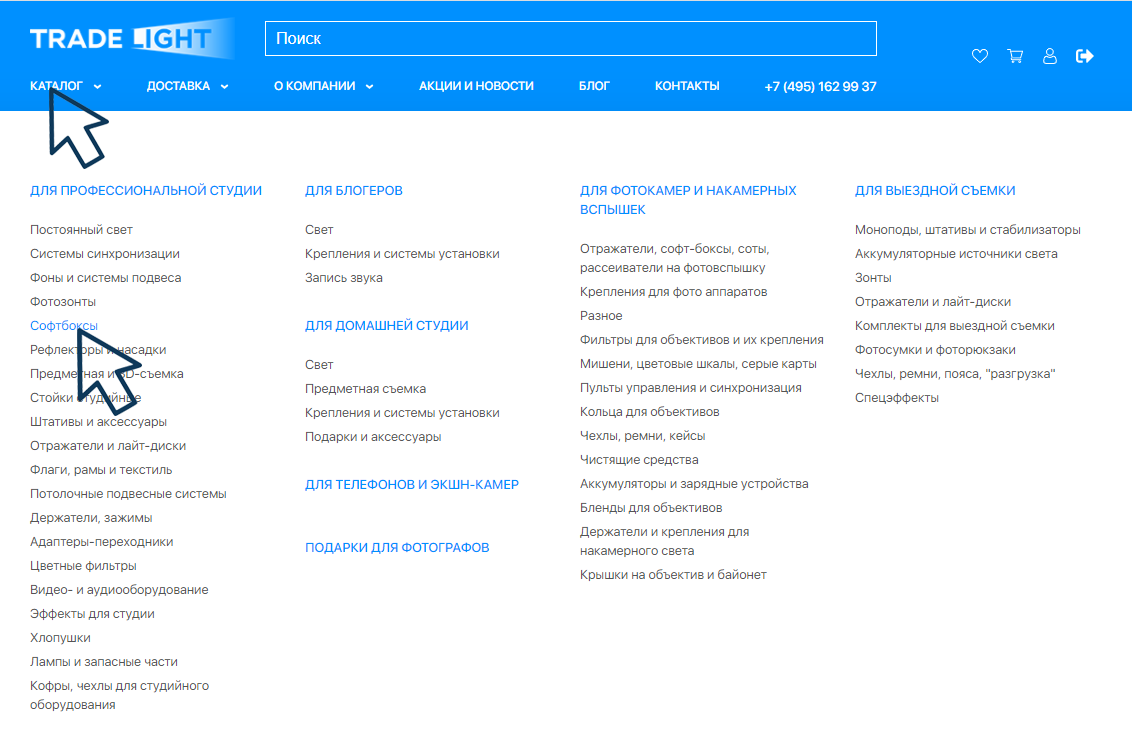 TRADE LIGHT
Поиск
КАТАЛОГ
ДОСТАВКА
О КОМПАНИИ
АКЦИИ И НОВОСТИ
БЛОГ
КОНТАКТЫ
+7 (495) 162 99 37
ДЛЯ ПРОФЕССИОНАЛЬНОЙ СТУДИИ
Постоянный свет
Системы синхронизации
Фоны и системы подвеса
Фотозонты
Софтбоксы
Рефлекторы и насадки
Предметная и 3D-съемка
Стойки студийные
Штативы и аксессуары
Отражатели и лайт-диски
Флаги, рамы и текстиль
Потолочные подвесные системы
Держатели, зажимы
Адаптеры-переходники
Цветные фильтры
Видео- и аудиооборудование
Эффекты для студии
Хлопушки
Лампы и запасные части
Кофры, чехлы для студийного
оборудования
ДЛЯ БЛОГЕРОВ
Свет
Крепления и системы установки
Запись звука
ДЛЯ ДОМАШНЕЙ СТУДИИ
Свет
Предметная съемка
Крепления и системы установки
Подарки и аксессуары
ДЛЯ ТЕЛЕФОНОВ И ЭКШН-КАМЕР
ПОДАРКИ ДЛЯ ФОТОГРАФОВ
ДЛЯ ФОТОКАМЕР И НАКАМЕРНЫХ
ВСПЫШЕК
Отражатели, софт-боксы, соты,
рассеиватели на фотовспышку
Крепления для фото аппаратов
Разное
Фильтры для объективов и их крепления
Мишени, цветовые шкалы, серые карты
Пульты управления и синхронизация
Кольца для объективов
Чехлы, ремни, кейсы
Чистящие средства
Аккумуляторы и зарядные устройства
Бленды для объективов
Держатели и крепления для
накамерного света
Крышки на объектив и байонет
ДЛЯ ВЫЕЗДНОЙ СЪЕМКИ
Моноподы, штативы и стабилизаторы
Аккумуляторные источники света
Зонты
Отражатели и лайт-диски
Комплекты для выездной съемки
Фотосумки и фоторюкзаки
Чехлы, ремни, пояса, "разгрузка"
Спецэффекты